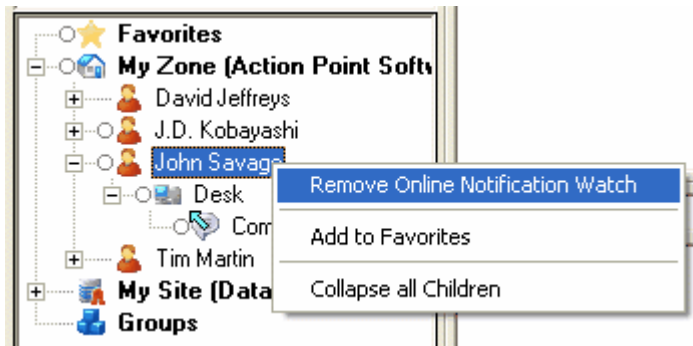 Favorites
My Zone (Action Point Softw
David Jeffreys
J.D. Kobayashi
John Savage
Remove Online Notification Watch
Desk
Com
Add to Favorites
Tim Martin
My Site (Data
Collapse all Children
Groups